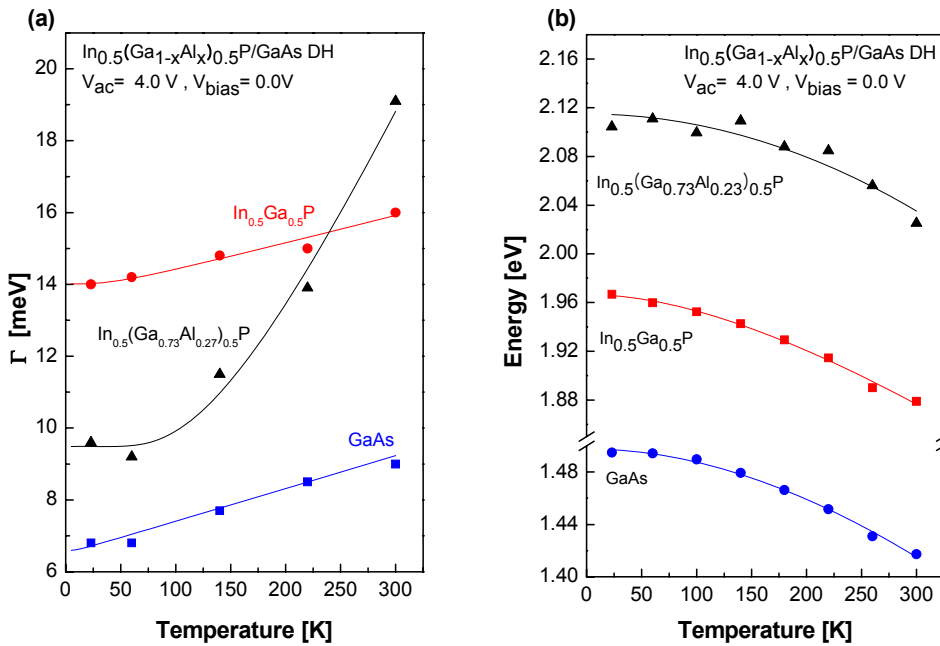 (a)
In0.5(Ga1-xAlx)0.5P/GaAs DH
Vac= 4.0 V , Vbias= 0.0V
In0.5Ga0.5P
In0.5(Ga0.73Al0.27)0.5P
GaAs
20
18
16
14
12
10
8
6
Γ [meV]
0 50 100 150 200 250 300
Temperature [K]
(b)
In0.5(Ga1-xAlx)0.5P/GaAs DH
Vac= 4.0 V , Vbias= 0.0V
In0.5(Ga0.73Al0.23)0.5P
In0.5Ga0.5P
GaAs
2.16
2.12
2.08
2.04
2.00
1.96
1.92
1.88
1.48
1.44
1.40
Energy [eV]
0 50 100 150 200 250 300
Temperature [K]